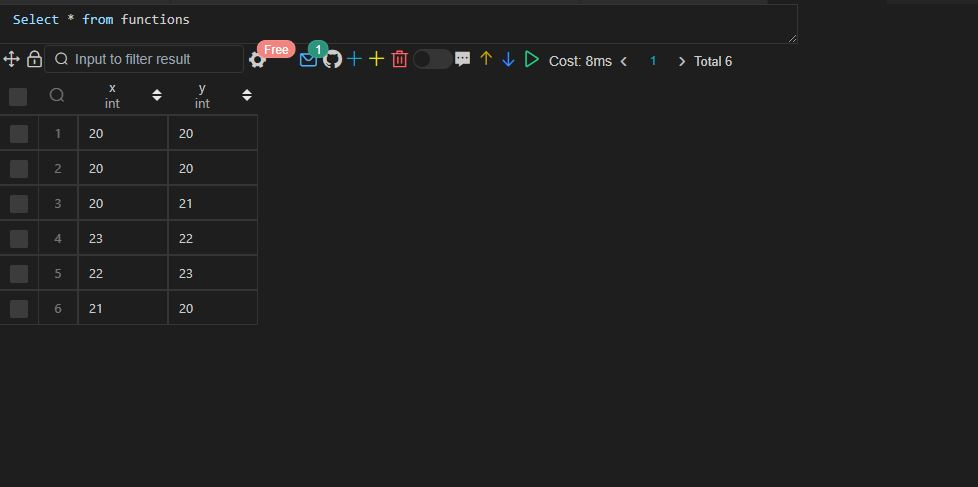 Select * from functions
Input to filter result Free 1 Cost: 8ms < 1 > Total 6
x y
int int
1 20 20
2 20 20
3 20 21
4 23 22
5 22 23
6 21 20